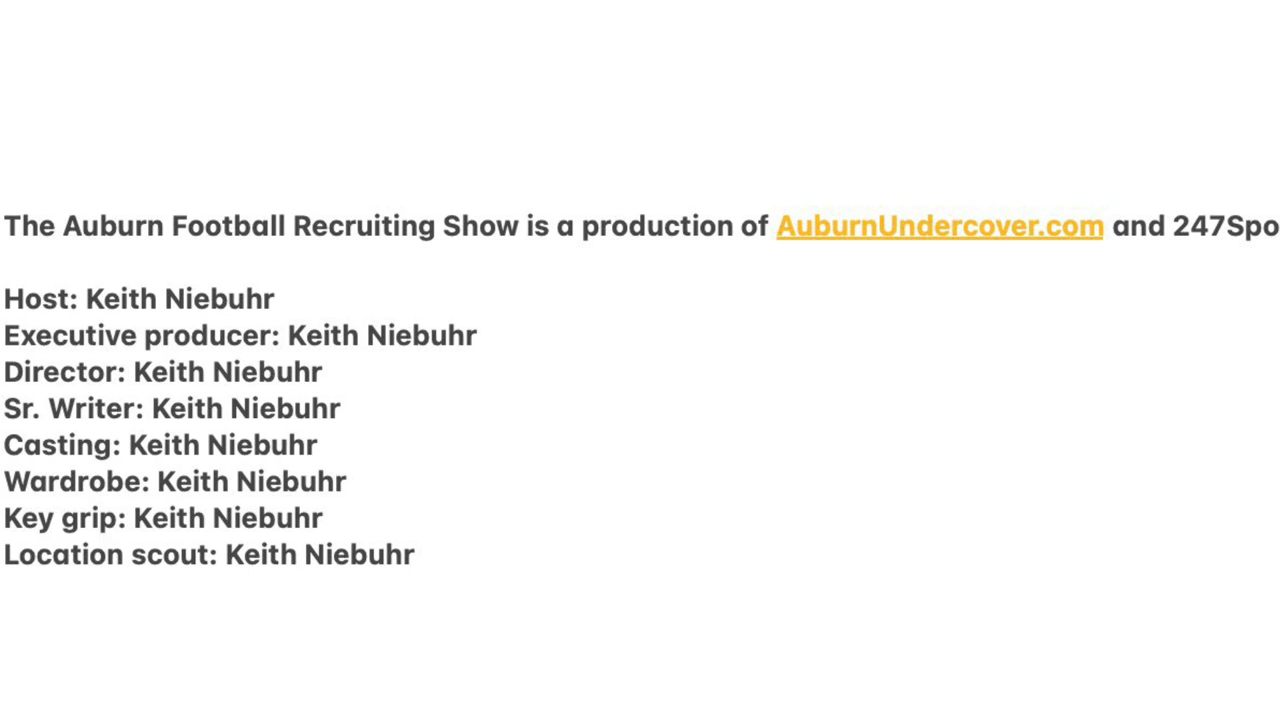 The Auburn Football Recruiting Show is a production of AuburnUndercover.com and 247Spo
Host: Keith Niebuhr
Executive producer: Keith Niebuhr
Director: Keith Niebuhr
Sr. Writer: Keith Niebuhr
Casting: Keith Niebuhr
Wardrobe: Keith Niebuhr
Key grip: Keith Niebuhr
Location scout: Keith Niebuhr